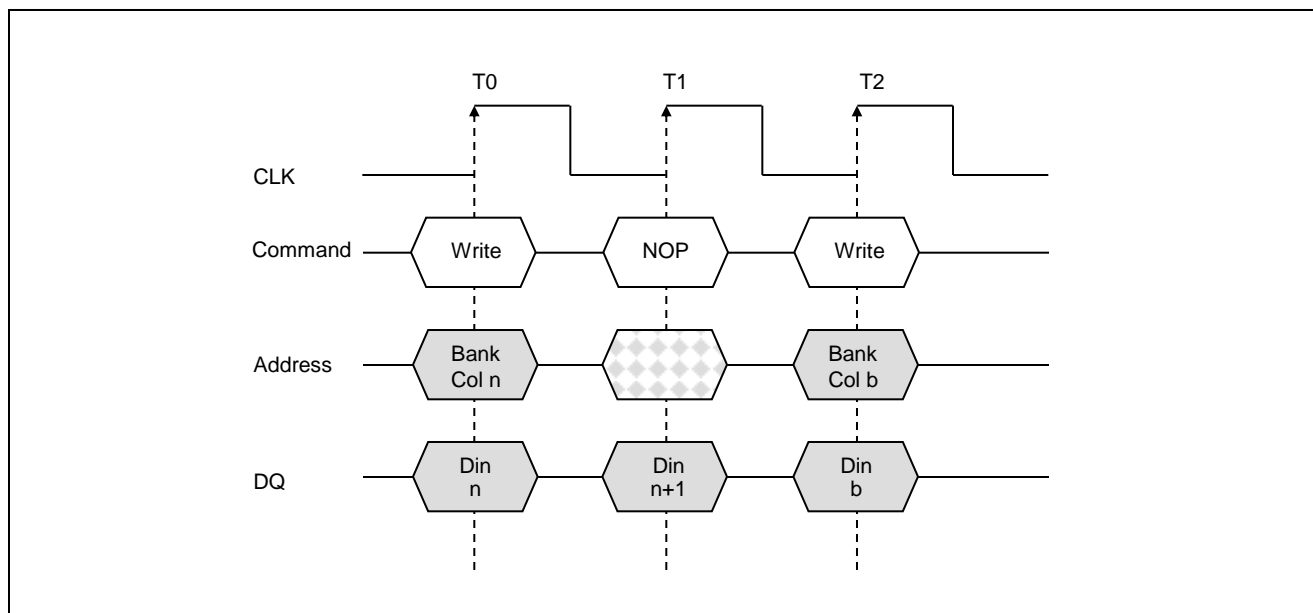 T0 T1 T2
CLK
Command Write NOP Write
Address Bank Col n Bank Col b
DQ Din n Din n+1 Din b